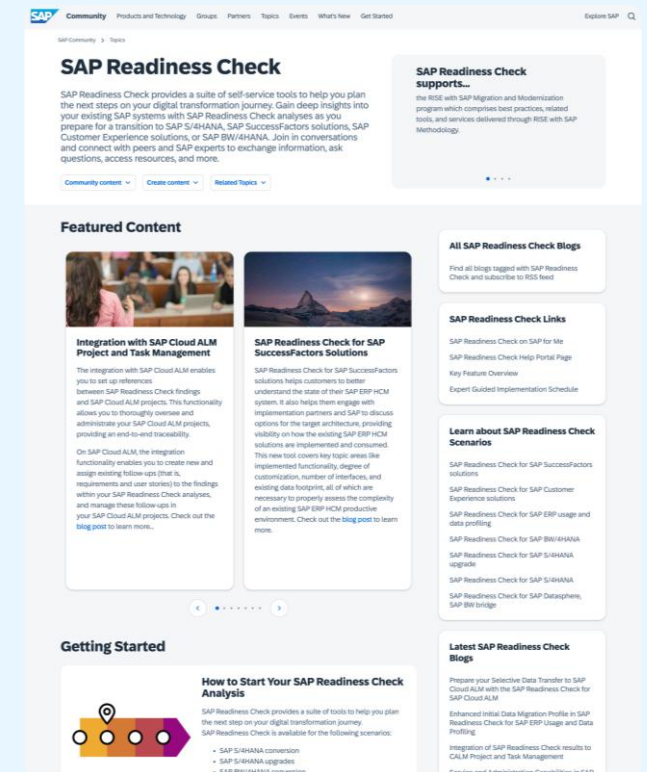 SAP Community Products and Technology Groups Partners Topics Events What's New Get Started Explore SAP
SAP Community > Topics
SAP Readiness Check
SAP Readiness Check provides a suite of self-service tools to help you plan
the next steps on your digital transformation journey. Gain deep insights into
your existing SAP systems with SAP Readiness Check analyses as you
prepare for a transition to SAP S/4HANA, SAP SuccessFactors solutions, SAP
Customer Experience solutions, or SAP BW/4HANA. Join in conversations
and connect with peers and SAP experts to exchange information, ask
questions, access resources, and more.
Community content
Create content
Related Topics
SAP Readiness Check
supports...
the RISE with SAP Migration and Modernization
program which comprises best practices, related
tools, and services delivered through RISE with SAP
Methodology.
Featured Content
Integration with SAP Cloud ALM
Project and Task Management
The integration with SAP Cloud ALM enables
you to set up references
between SAP Readiness Check findings
and SAP Cloud ALM projects. This functionality
allows you to thoroughly oversee and
administrate your SAP Cloud ALM projects,
providing an end-to-end traceability.
On SAP Cloud ALM, the integration
functionality enables you to create new and
assign existing follow-ups (that is,
requirements and user stories) to the findings
within your SAP Readiness Check analyses,
and manage these follow-ups in
your SAP Cloud ALM projects. Check out the
blog post to learn more...
SAP Readiness Check for SAP
SuccessFactors Solutions
SAP Readiness Check for SAP SuccessFactors
solutions helps customers to better
understand the state of their SAP ERP HCM
system. It also helps them engage with
implementation partners and SAP to discuss
options for the target architecture, providing
visibility on how the existing SAP ERP HCM
solutions are implemented and consumed.
This new tool covers key topic areas like
implemented functionality, degree of
customization, number of interfaces, and
existing data footprint, all of which are
necessary to properly assess the complexity
of an existing SAP ERP HCM productive
environment. Check out the blog post to learn
more.
All SAP Readiness Check Blogs
Find all blogs tagged with SAP Readiness
Check and subscribe to RSS feed
SAP Readiness Check Links
SAP Readiness Check on SAP for Me
SAP Readiness Check Help Portal Page
Key Feature Overview
Expert Guided Implementation Schedule
Learn about SAP Readiness Check
Scenarios
SAP Readiness Check for SAP SuccessFactors
solutions
SAP Readiness Check for SAP Customer
Experience solutions
SAP Readiness Check for SAP ERP usage and
data profiling
SAP Readiness Check for BW/4HANA
SAP Readiness Check for SAP S/4HANA
upgrade
SAP Readiness Check for SAP S/4HANA
SAP Readiness Check for SAP Datasphere,
SAP BW bridge
Getting Started
How to Start Your SAP Readiness Check
Analysis
SAP Readiness Check provides a suite of tools to help you plan
the next step on your digital transformation journey.
SAP Readiness Check is available for the following scenarios:
• SAP S/4HANA conversion
• SAP S/4HANA upgrades
• SAP BW/4HANA conversion
Latest SAP Readiness Check
Blogs
Prepare your Selective Data Transfer to SAP
Cloud ALM with the SAP Readiness Check for
SAP Cloud ALM
Enhanced Initial Data Migration Profile in SAP
Readiness Check for SAP ERP Usage and Data
Profiling
Integration of SAP Readiness Check results to
CALM Project and Task Management
Service and Administration Capabilities in SAP